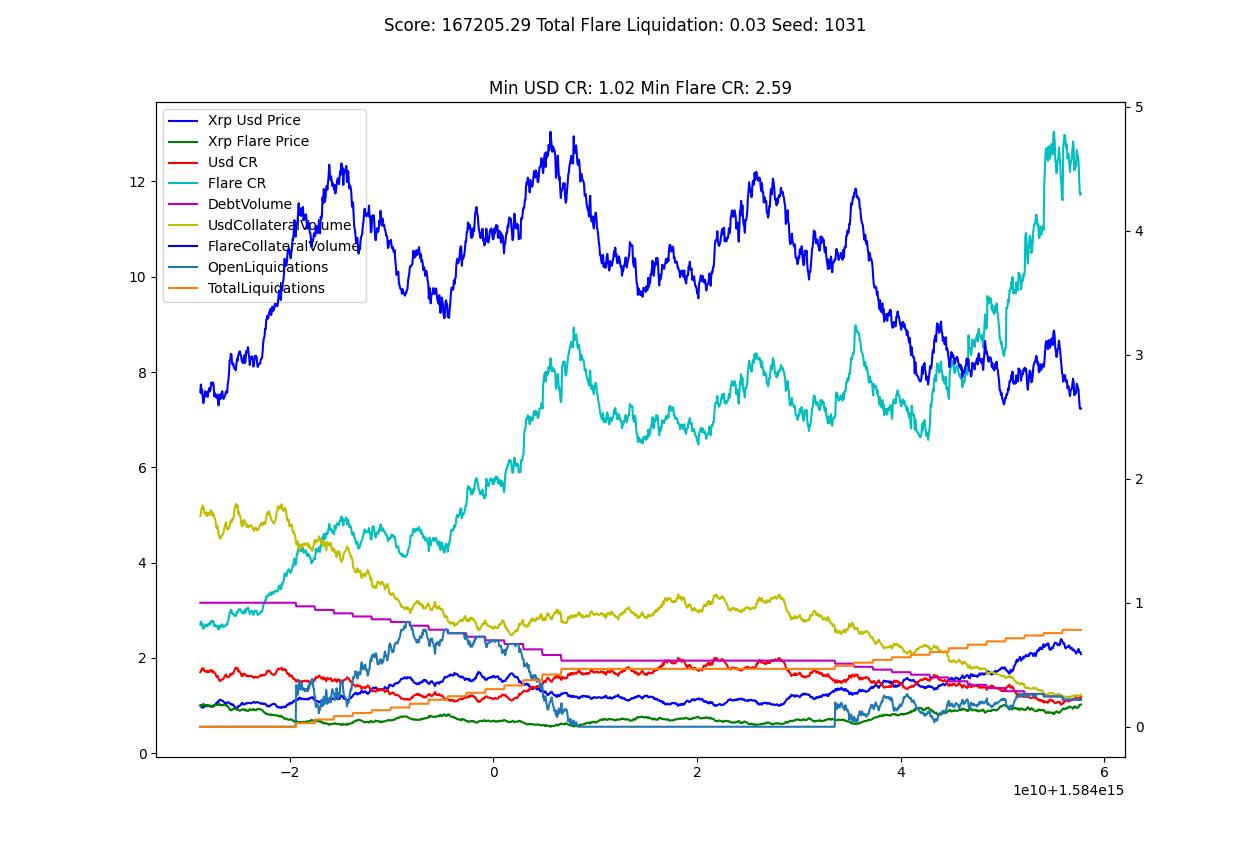 Score: 167205.29 Total Flare Liquidation: 0.03 Seed: 1031
Min USD CR: 1.02 Min Flare CR: 2.59
Xrp Usd Price
Xrp Flare Price
Usd CR
Flare CR
DebtVolume
UsdCollateralVolume
FlareCollateralVolume
OpenLiquidations
TotalLiquidations
12
10
8
6
4
2
0
5
4
3
2
1
0
−2
0
2
4
6
1e10+1.584e15